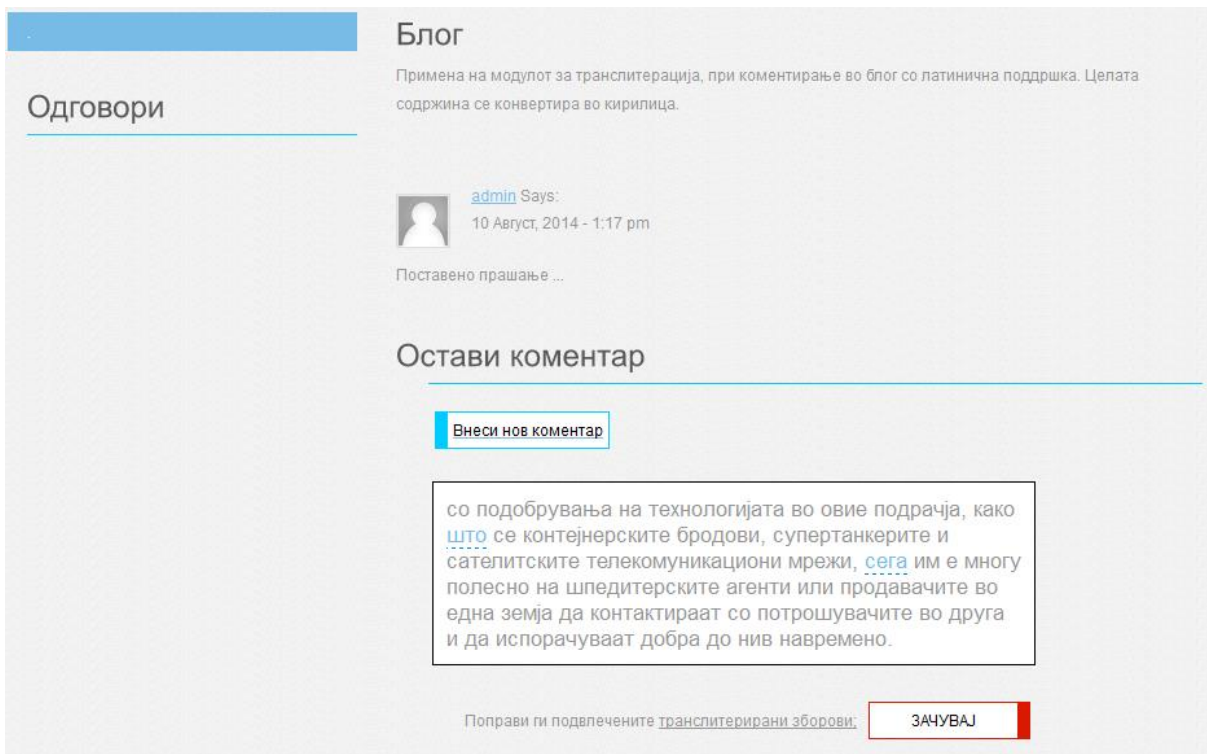 Одговори
Блог
Примена на модулот за транслитерација, при коментирање во блог со латинична поддршка. Целата
содржина се конвертира во кирилица.
admin Says:
10 Август, 2014 - 1:17 pm
Поставено прашање ...
Остави коментар
Внеси нов коментар
со подобрувања на технологијата во овие подрачја, како
што се контејнерските бродови, супертанкерите и
сателитските телекомуникациони мрежи, сега им е многу
полесно на шпедитерските агенти или продавачите во
една земја да контактираат со потрошувачите во друга
и да испорачуваат добра до нив навремено.
Поправи ги подвлечените транслитерирани зборови;
ЗАЧУВАЈ